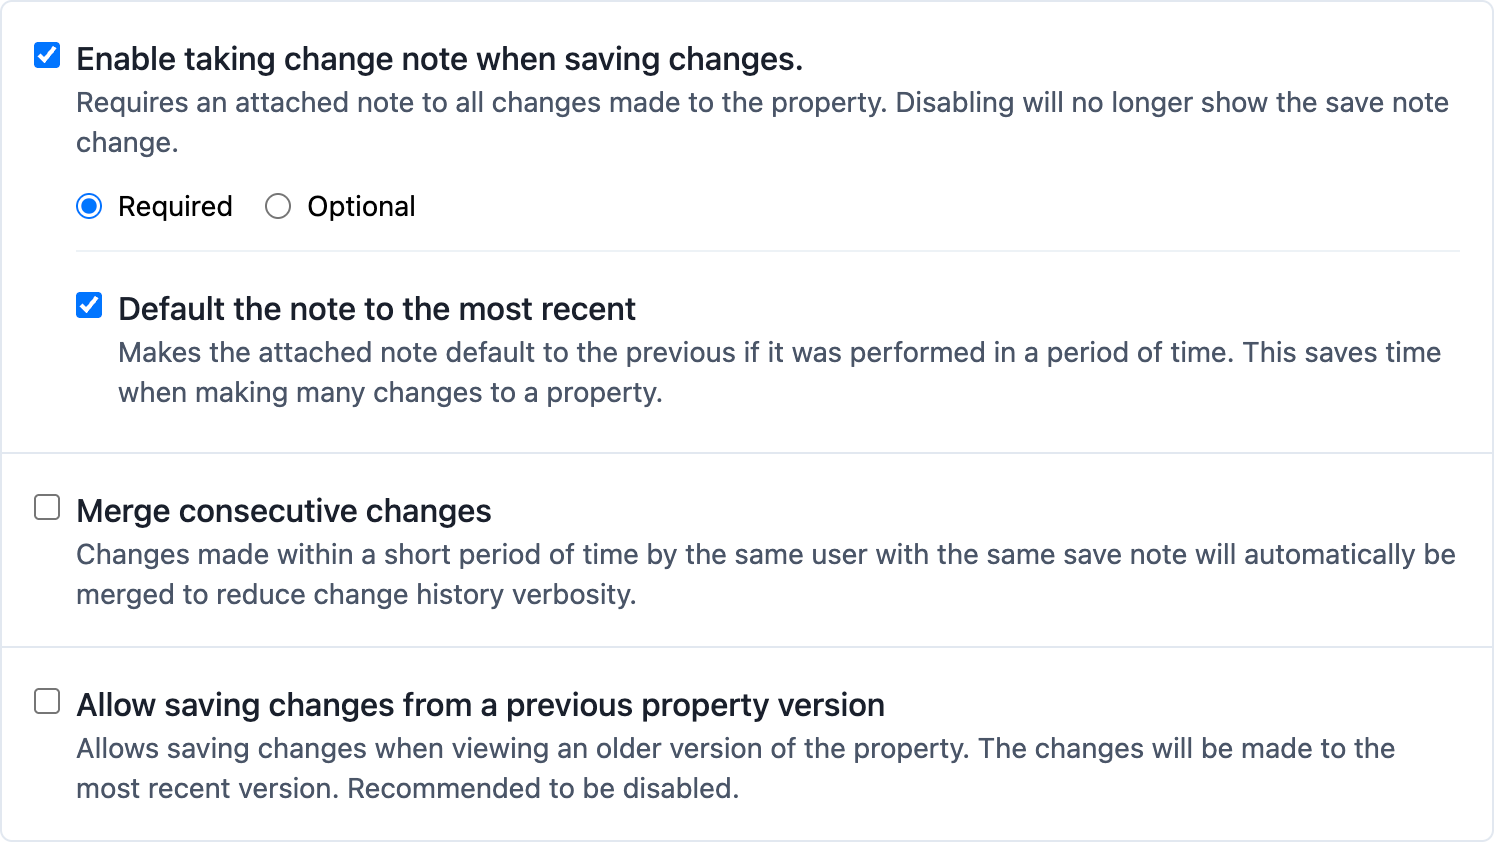 Enable taking change note when saving changes.
Requires an attached note to all changes made to the property. Disabling will no longer show the save note
change.
Required Optional
Default the note to the most recent
Makes the attached note default to the previous if it was performed in a period of time. This saves time
when making many changes to a property.
Merge consecutive changes
Changes made within a short period of time by the same user with the same save note will automatically be
merged to reduce change history verbosity.
Allow saving changes from a previous property version
Allows saving changes when viewing an older version of the property. The changes will be made to the
most recent version. Recommended to be disabled.